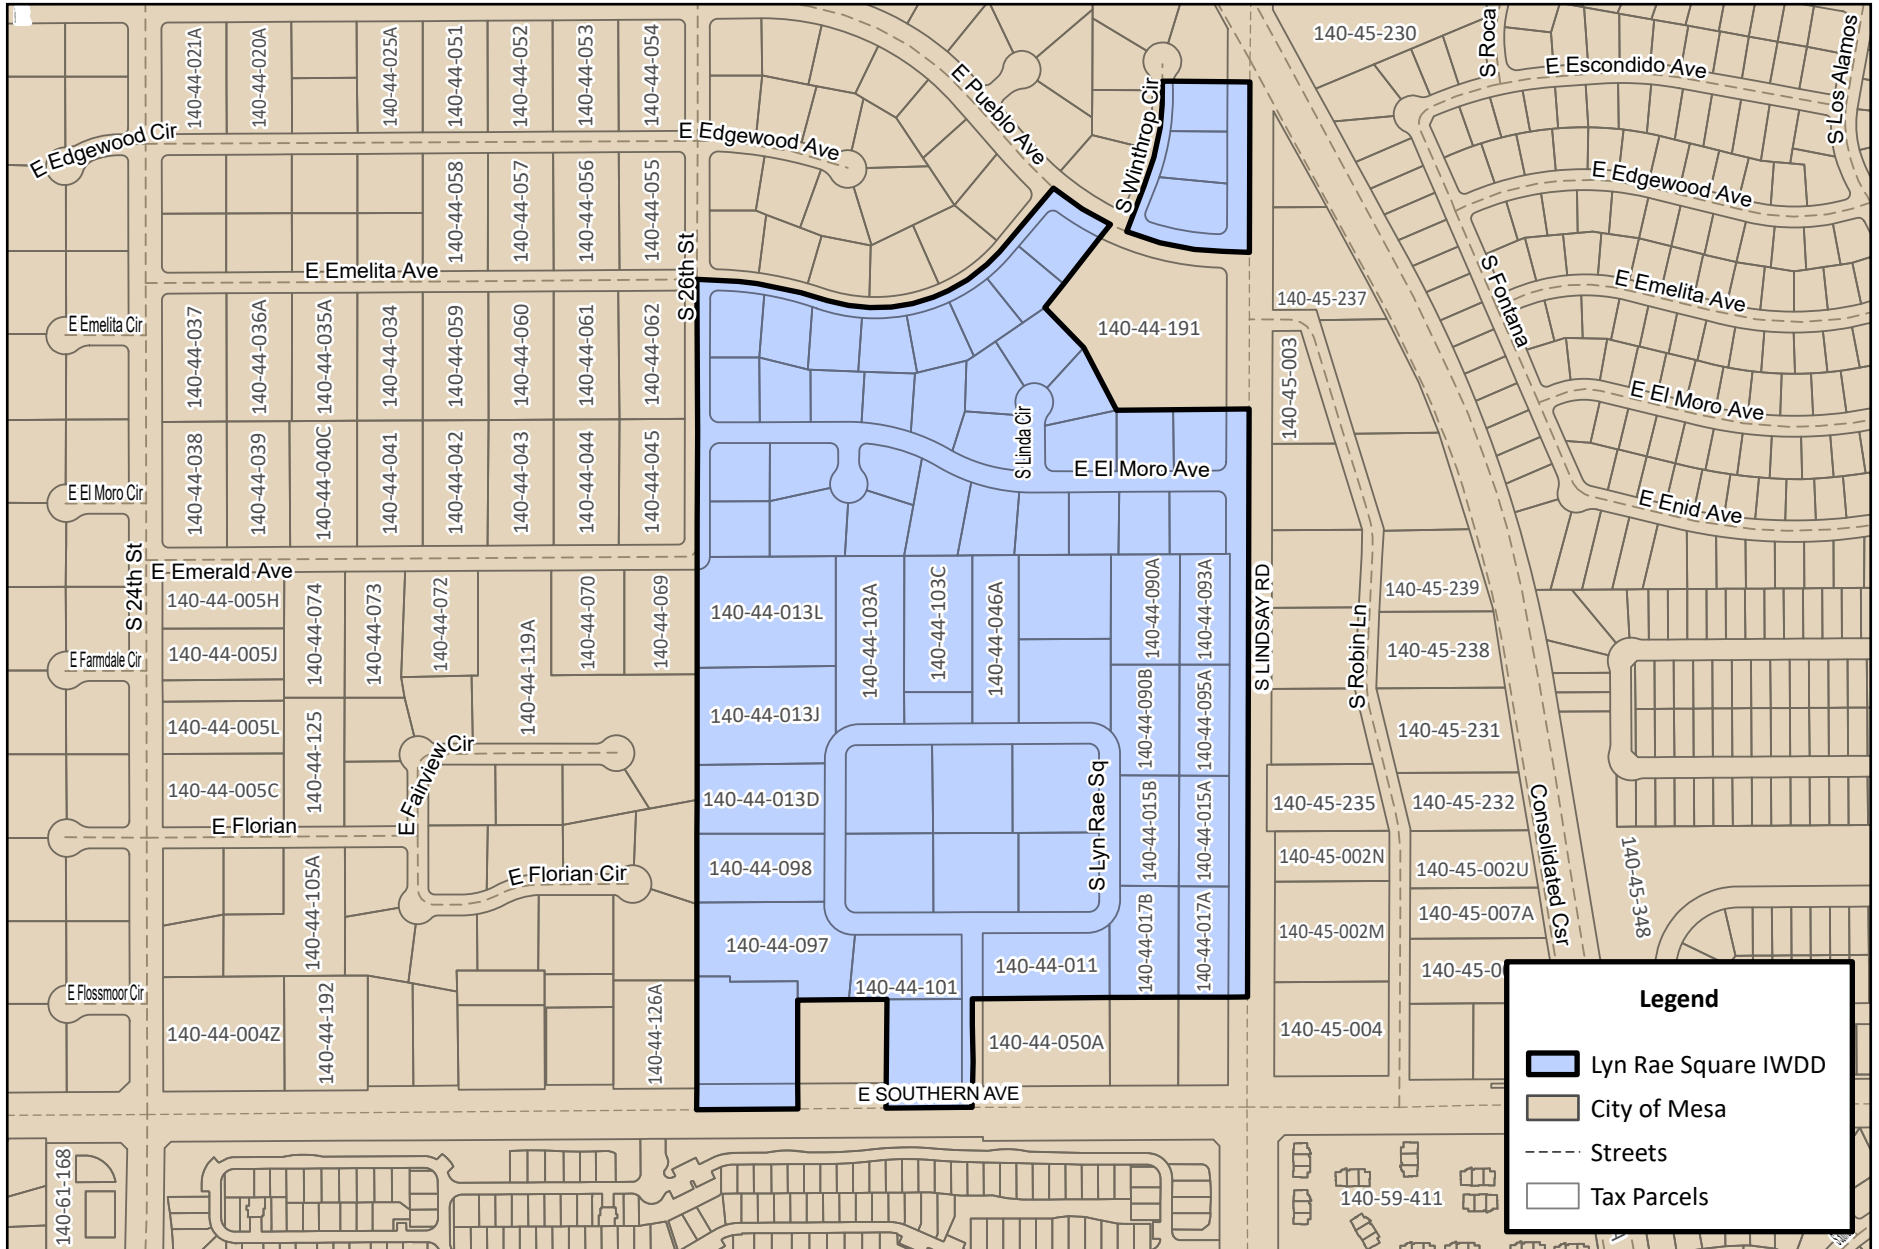 140-44-021A
140-44-020A
140-44-025A
140-44-051
140-44-052
140-44-053
140-44-054
140-45-230
S Roca
E Escondido Ave
S Los Alamos
E Edgewood Cir
E Edgewood Ave
E Pueblo Ave
S Winthrop Cir
E Edgewood Ave
140-44-058
140-44-057
140-44-056
140-44-055
E Emelita Ave
S 26th St
S Fontana
E Emelita Ave
E Emelita Cir
140-44-037
140-44-036A
140-44-035A
140-44-034
140-44-059
140-44-060
140-44-061
140-44-062
140-44-191
140-45-237
140-45-003
E El Moro Ave
140-44-038
140-44-039
140-44-040C
140-44-041
140-44-042
140-44-043
140-44-044
140-44-045
S Linda Cir
E El Moro Ave
E El Moro Cir
E Enid Ave
S 24th St
E Emerald Ave
140-44-005H
140-44-074
140-44-073
140-44-072
140-44-119A
140-44-070
140-44-069
140-44-013L
140-44-103A
140-44-103C
140-44-046A
140-44-090A
140-44-093A
S LINDSAY RD
S Robin Ln
140-45-239
140-44-005J
E Farmdale Cir
140-45-238
140-44-005L
140-44-125
140-44-013J
140-44-090B
140-44-095A
140-45-231
E Fairview Cir
140-44-005C
140-44-013D
S Lyn Rae Sq
140-44-015B
140-44-015A
140-45-235
140-45-232
Consolidated Csr
E Florian
140-44-105A
E Florian Cir
140-44-098
140-45-002N
140-45-002U
140-45-348
140-44-097
140-44-011
140-44-017B
140-44-017A
140-45-002M
140-45-007A
140-45-00
E Flossmoor Cir
140-44-101
140-44-004Z
140-44-192
140-44-126A
140-44-050A
140-45-004
E SOUTHERN AVE
140-61-168
140-59-411
Legend
Lyn Rae Square IWDD
City of Mesa
Streets
Tax Parcels